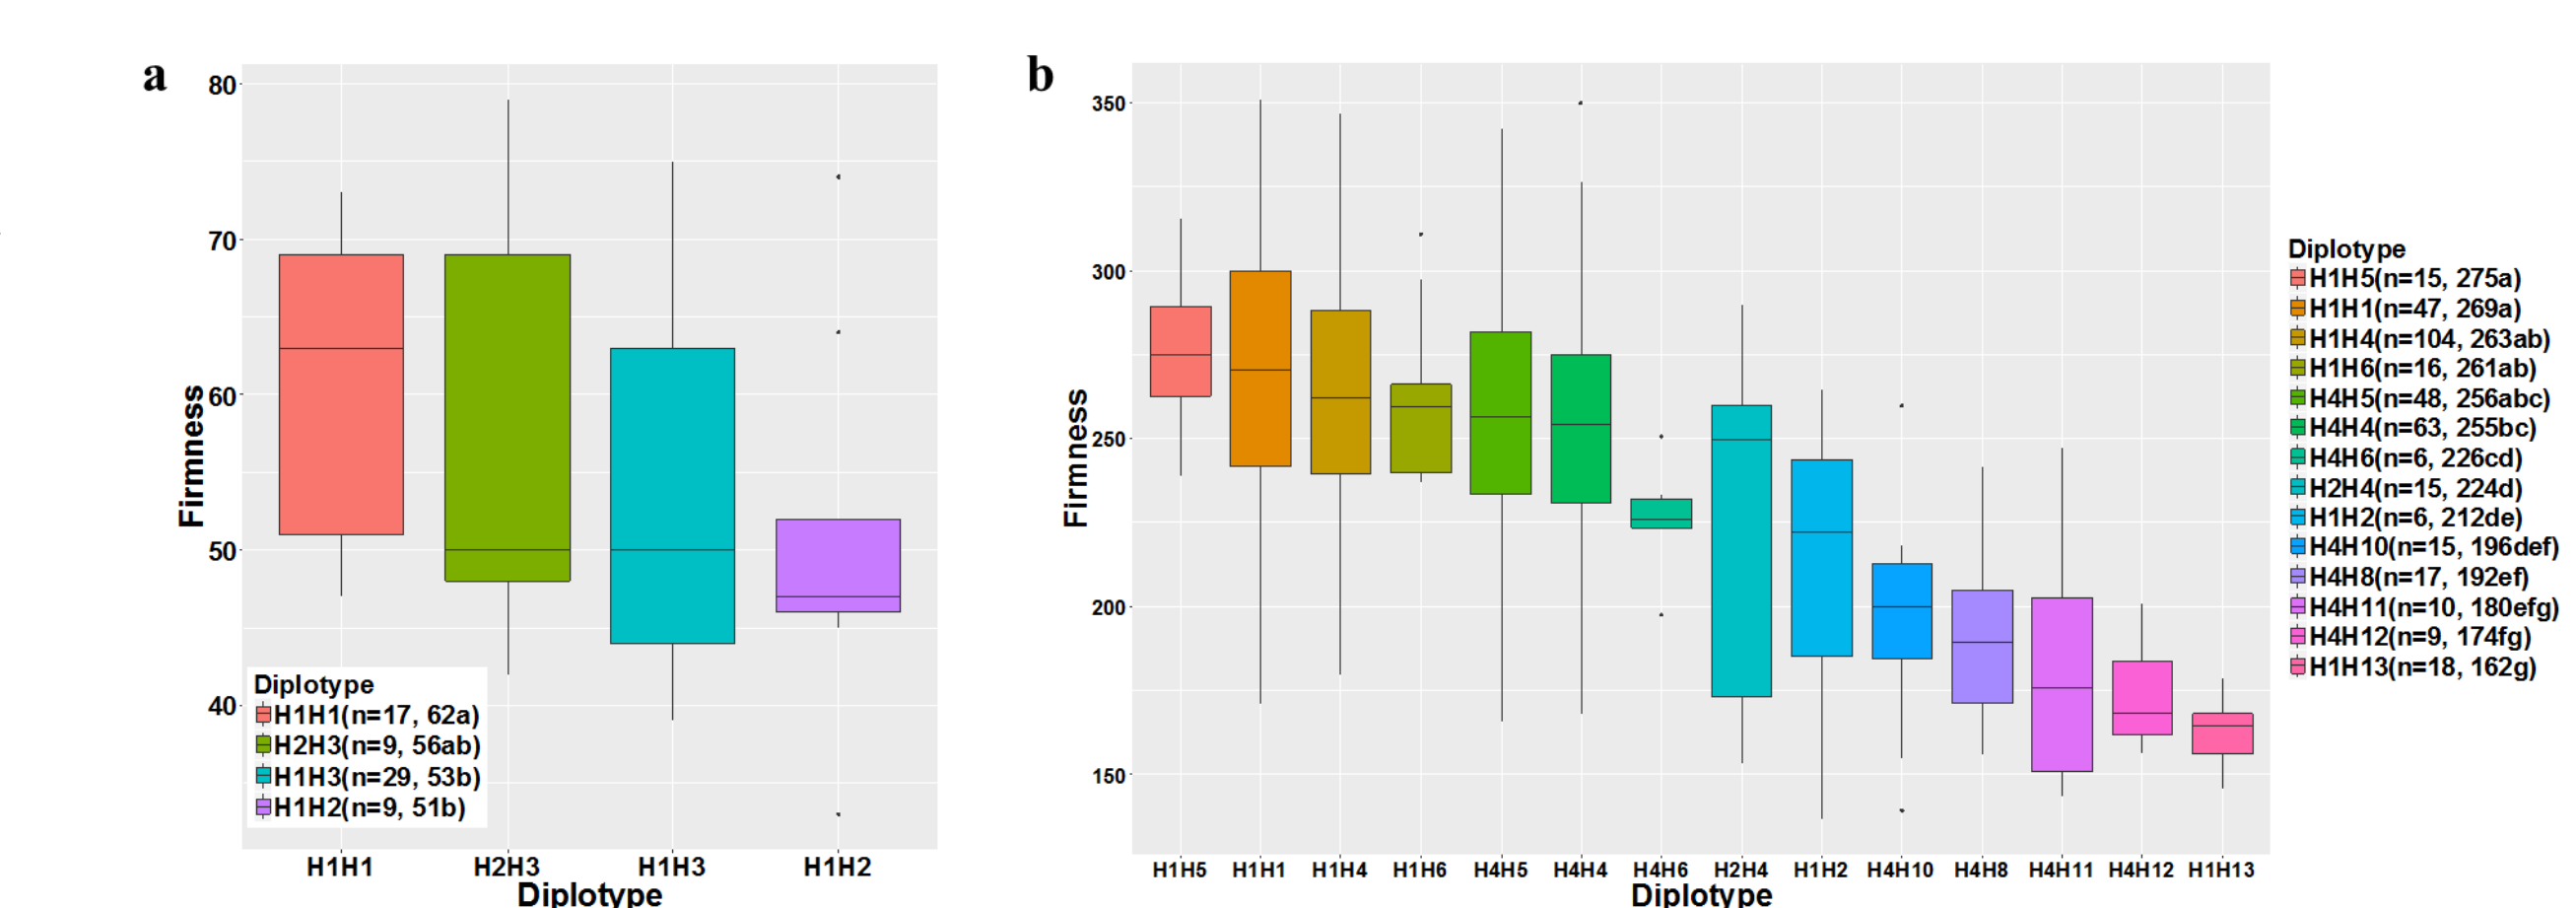 a
80
70
60
50
40
Firmness
Diplotype
H1H1(n=17, 62a)
H2H3(n=9, 56ab)
H1H3(n=29, 53b)
H1H2(n=9, 51b)
H1H1 H2H3 H1H3 H1H2
Diplotype
b
350
300
250
200
150
Firmness
H1H5 H1H1 H1H4 H1H6 H4H5 H4H4 H4H6 H2H4 H1H2 H4H10 H4H8 H4H11 H4H12 H1H13
Diplotype
Diplotype
H1H5(n=15, 275a)
H1H1(n=47, 269a)
H1H4(n=104, 263ab)
H1H6(n=16, 261ab)
H4H5(n=48, 256abc)
H4H4(n=63, 255bc)
H4H6(n=6, 226cd)
H2H4(n=15, 224d)
H1H2(n=6, 212de)
H4H10(n=15, 196def)
H4H8(n=17, 192ef)
H4H11(n=10, 180efg)
H4H12(n=9, 174fg)
H1H13(n=18, 162g)